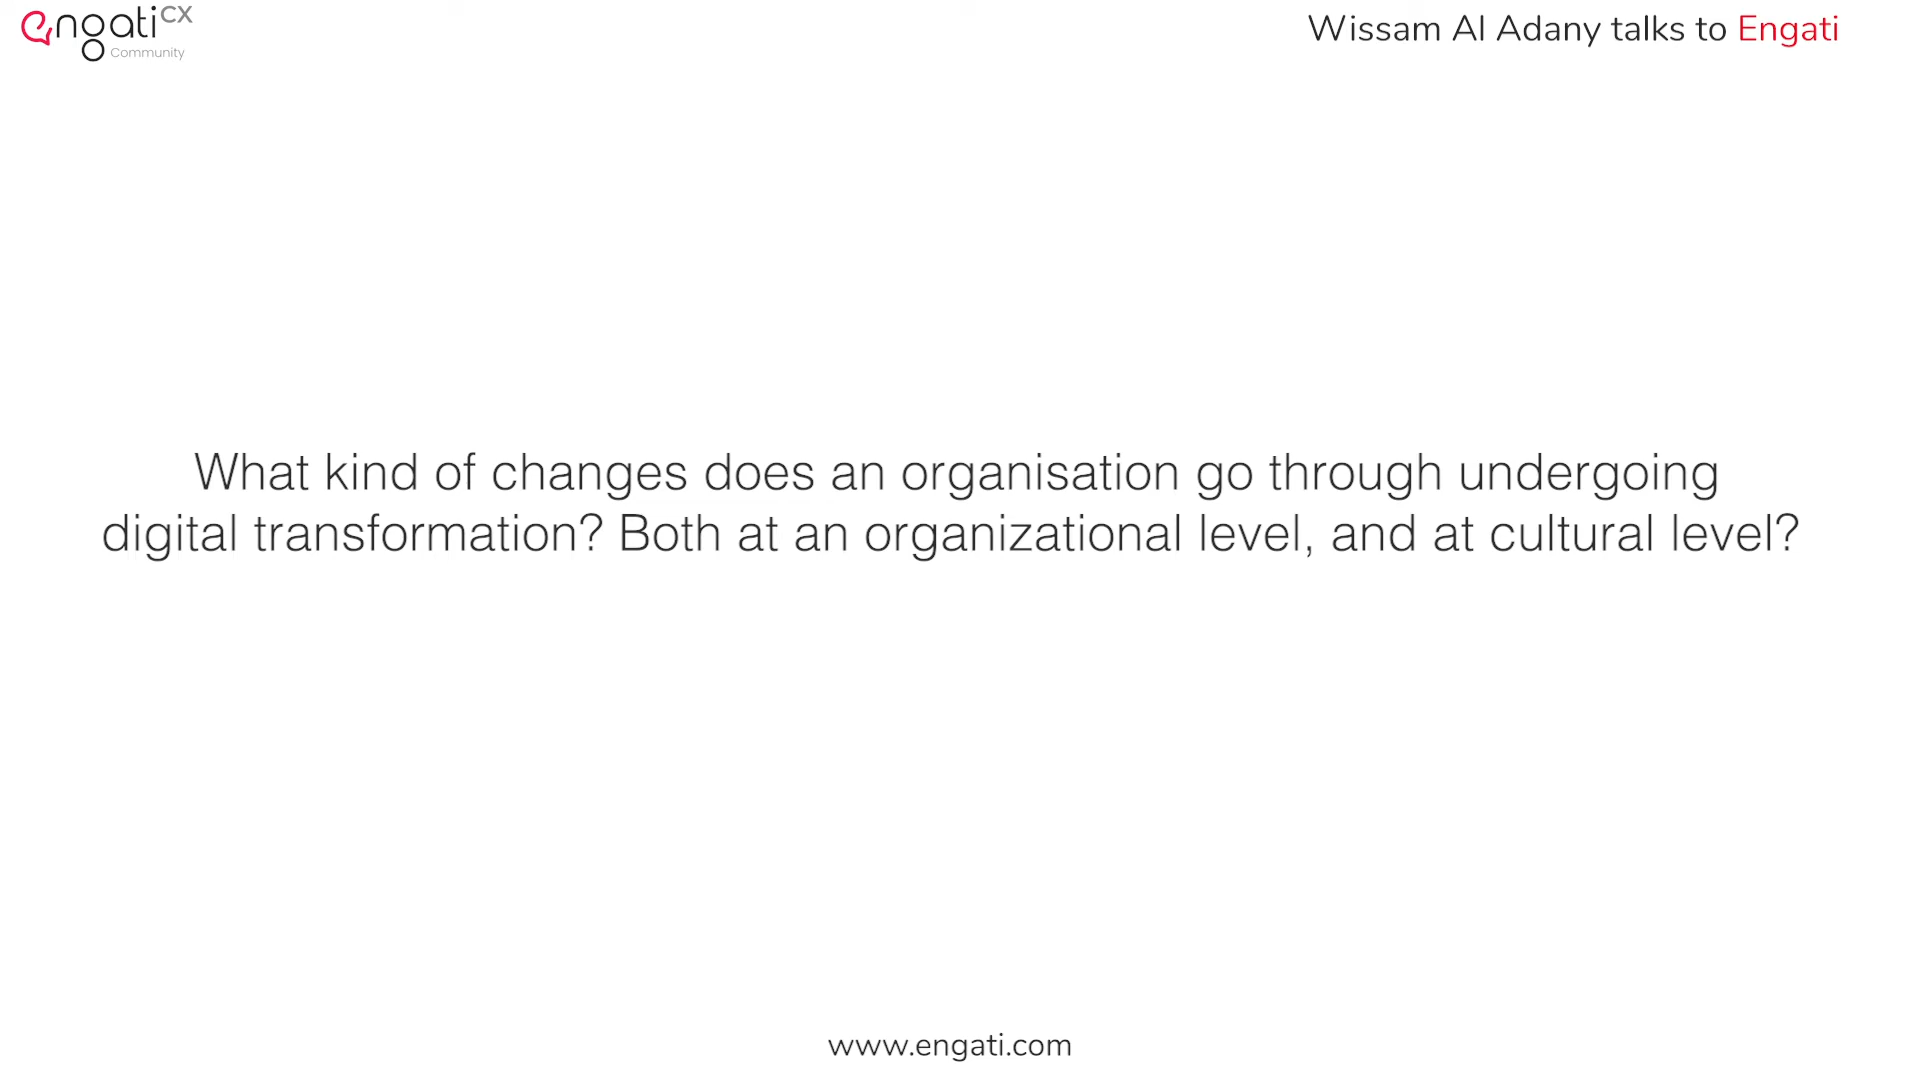 engati CX
Community
Wissam Al Adany talks to Engati
What kind of changes does an organisation go through undergoing
digital transformation? Both at an organizational level, and at cultural level?
www.engati.com